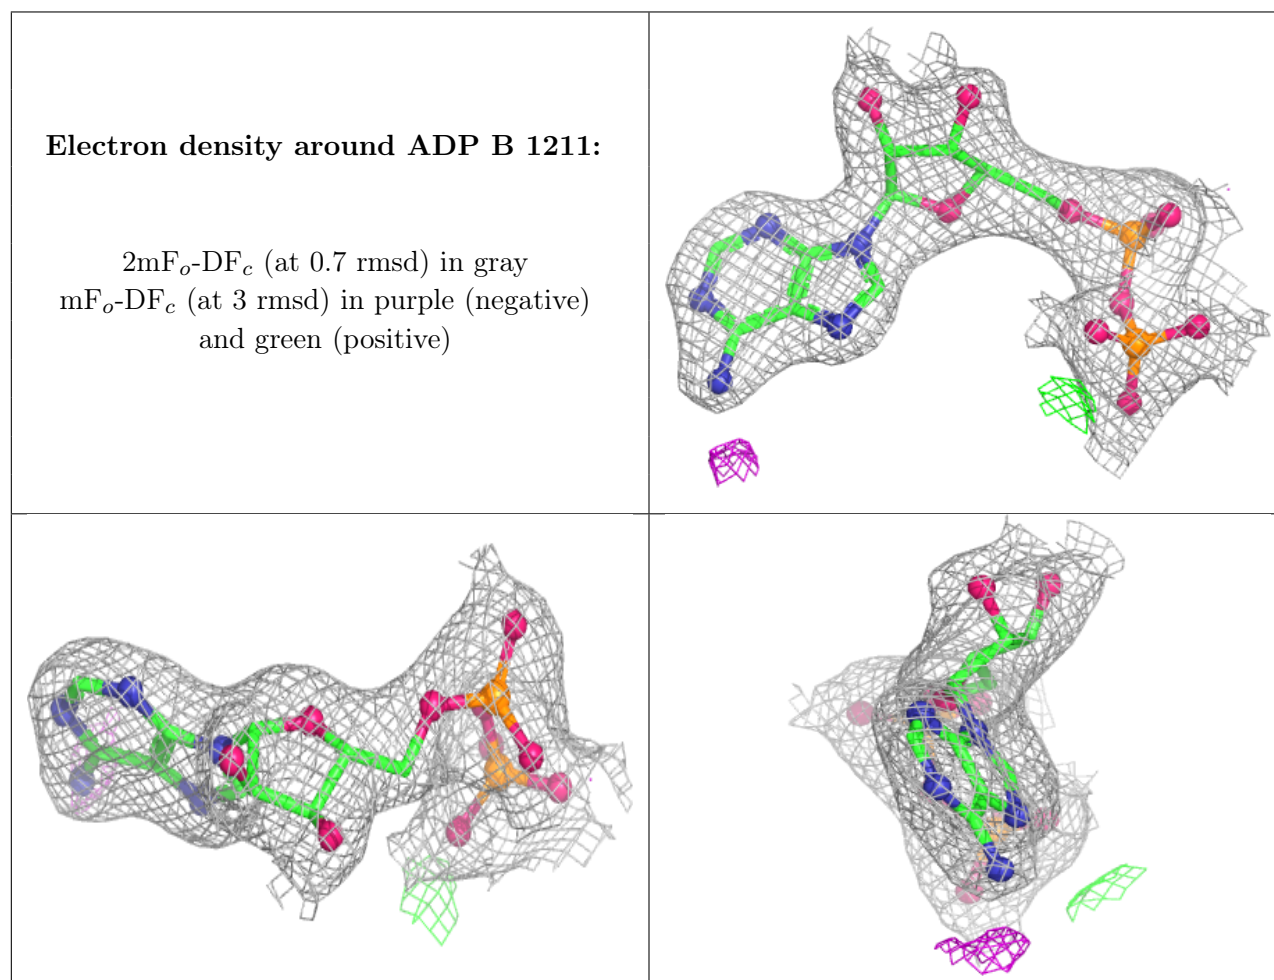 Electron density around ADP B 1211:
2mFo-DFc (at 0.7 rmsd) in gray
mFo-DFc (at 3 rmsd) in purple (negative)
and green (positive)